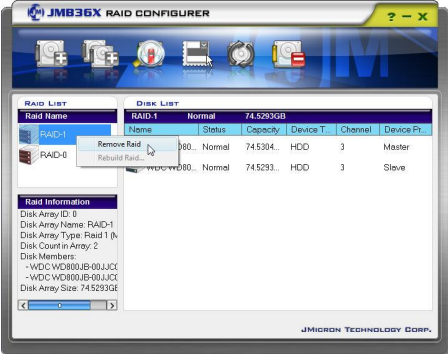 JMB36X RAID CONFIGURER
? - X
RAID LIST
DISK LIST
Raid Name
RAID-1 Normal 74.5293GB
Name Status Capacity Device T... Channel Device Pr...
RAID-1
RAID-0
Remove Raid
Rebuild Raid...
D80... Normal 74.5304... HDD 3 Master
WDC WD80... Normal 74.5293... HDD 3 Slave
Raid Information
Disk Array ID: 0
Disk Array Name: RAID-1
Disk Array Type: Raid 1 (M
Disk Count in Array: 2
Disk Members:
- WDC WD800JB-00JJC0
- WDC WD800JB-00JJC0
Disk Array Size: 74.5293GB
JMICRON TECHNOLOGY CORP.